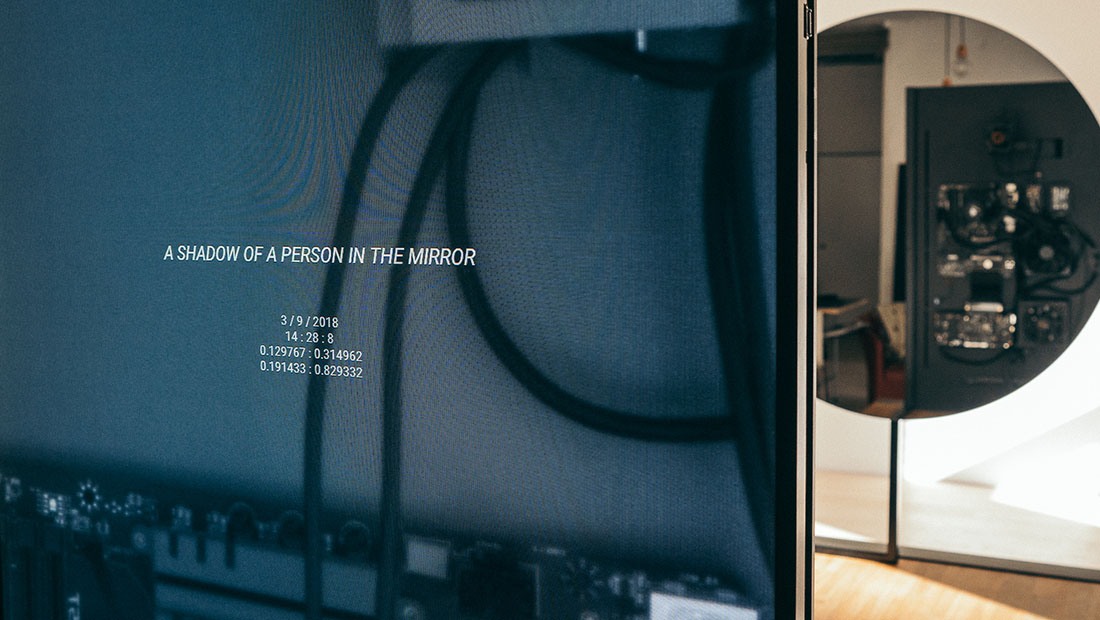 A SHADOW OF A PERSON IN THE MIRROR
3 / 9 / 2018
14 : 28 : 8
0.129767 : 0.314962
0.191433 : 0.829332